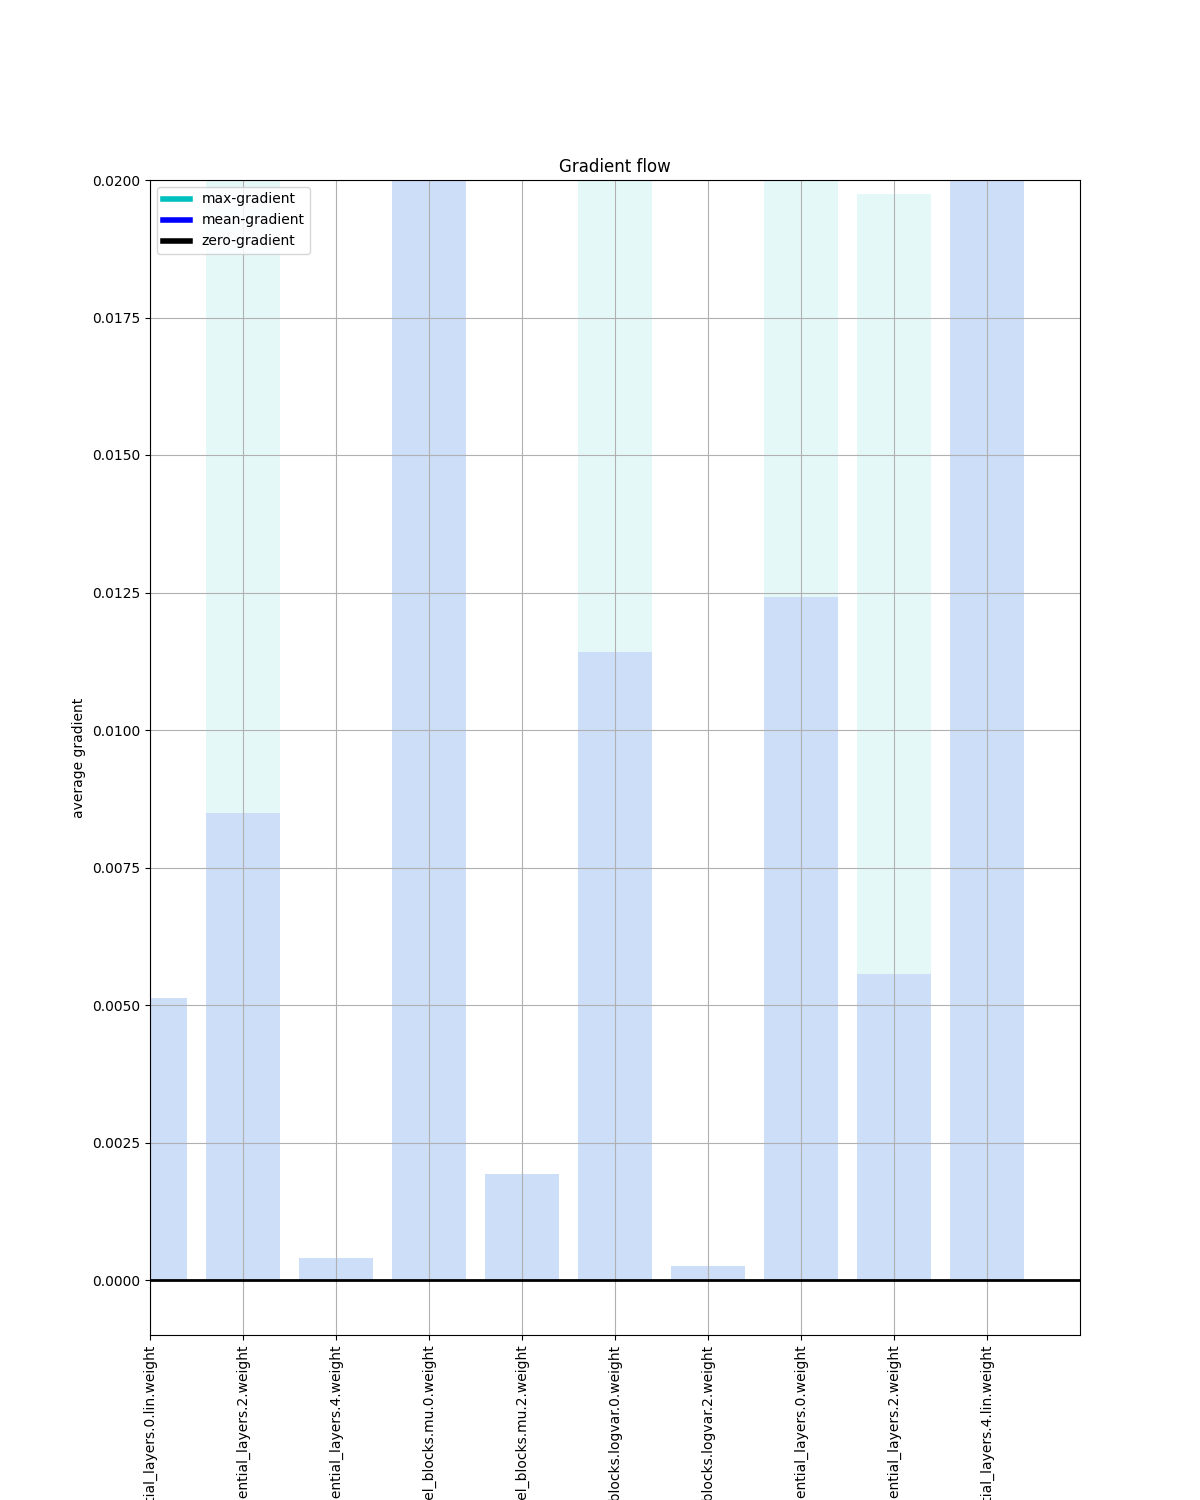 Gradient flow
max-gradient
mean-gradient
zero-gradient
0.0200
0.0175
0.0150
0.0125
0.0100
0.0075
0.0050
0.0025
0.0000
average gradient
tial_layers.0.lin.weight
ential_layers.2.weight
ential_layers.4.weight
el_blocks.mu.0.weight
el_blocks.mu.2.weight
blocks.logvar.0.weight
blocks.logvar.2.weight
ential_layers.0.weight
ential_layers.2.weight
tial_layers.4.lin.weight